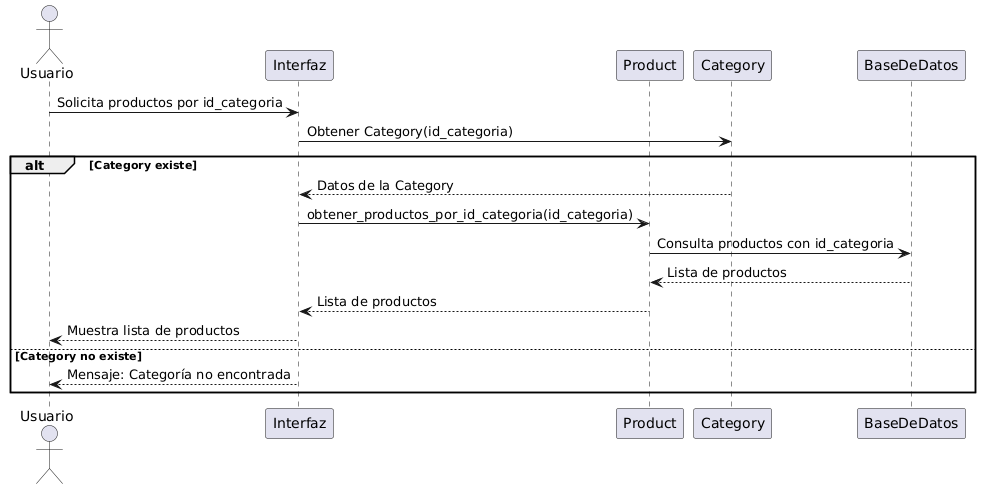 Usuario
Interfaz
Product
Category
BaseDeDatos
Solicita productos por id_categoria
Obtener Category(id_categoria)
alt
[Category existe]
Datos de la Category
obtener_productos_por_id_categoria(id_categoria)
Consulta productos con id_categoria
Lista de productos
Lista de productos
Muestra lista de productos
[Category no existe]
Mensaje: Categoría no encontrada
Usuario
Interfaz
Product
Category
BaseDeDatos